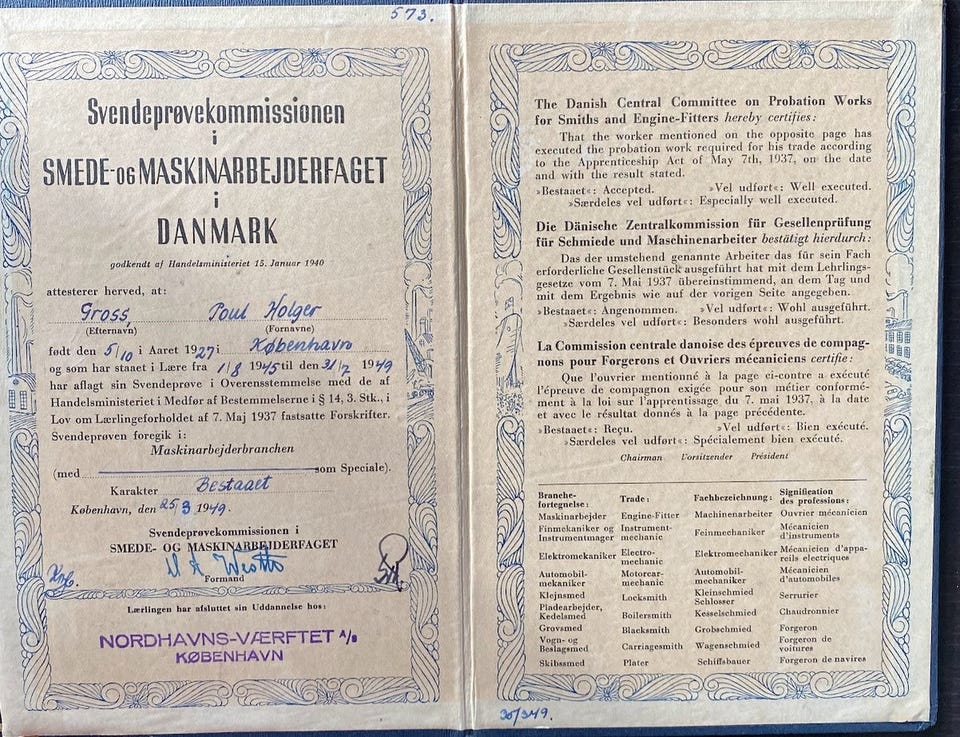 573.
Svendeprøvekommissionen
i
SMEDE-OG MASKINARBEJDERFAGET
i
DANMARK
godkendt af Handelsministeriet 15. Januar 1940
attesterer herved, at:
Gross, Poul Holger
(Efternavn) (Fornavne)
født den 5/10 i Aaret 1927 i København
og som har staaet i Lære fra 1/8 1945 til den 31/7 1949
har aflagt sin Svendeprøve i Overensstemmelse med de af
Handelsministeriet i Medfør af Bestemmelserne i § 14, 3. Stk., i
Lov om Lærlingeforholdet af 7. Maj 1937 fastsatte Forskrifter.
Svendeprøven foregik i:
Maskinarbejderbranchen
(med som Speciale).
Karakter Bestaaet
København, den 25/3 1949.
Svendeprøvekommissionen i
SMEDE- OG MASKINARBEJDERFAGET
Formand
Lærlingen har afsluttet sin Uddannelse hos:
NORDHAVNS-VÆRFTET A/S
KØBENHAVN
The Danish Central Committee on Probation Works
for Smiths and Engine-Fitters hereby certifies:
That the worker mentioned on the opposite page has
executed the probation work required for his trade according
to the Apprenticeship Act of May 7th, 1937, on the date
and with the result stated.
»Bestaaet«: Accepted. »Vel udført«: Well executed.
»Særdeles vel udført«: Especially well executed.
Die Dänische Zentralkommission für Gesellenprüfung
für Schmiede und Maschinenarbeiter bestätigt hierdurch:
Das der umstehend genannte Arbeiter das für sein Fach
erforderliche Gesellenstück ausgeführt hat mit dem Lehrlings-
gesetze vom 7. Mai 1937 übereinstimmend, an dem Tag und
mit dem Ergebnis wie auf der vorigen Seite angegeben.
»Bestaaet«: Angenommen. »Vel udført«: Wohl ausgeführt.
»Særdeles vel udført«: Besonders wohl ausgeführt.
La Commission centrale danoise des épreuves de compag-
nons pour Forgerons et Ouvriers mécaniciens certifie:
Que l'ouvrier mentionné à la page ci-contre a exécuté
l'épreuve de compagnon exigée pour son métier conformé-
ment à la loi sur l'apprentissage du 7. mai 1937, à la date
et avec le résultat donnés à la page précédente.
»Bestaaet«: Reçu. »Vel udført«: Bien exécuté.
»Særdeles vel udført«: Spécialement bien exécuté.
Chairman Vorsitzender Président
Branche-fortegnelse: Trade: Fachbezeichnung: Signification des professions:
Maskinarbejder Engine-Fitter Machinenarbeiter Ouvrier mécanicien
Finmekaniker og Instrumentmager Instrument-mechanic Feinmechaniker Mécanicien d'instruments
Elektromekaniker Electro-mechanic Elektromechaniker Mécanicien d'appa-reils electriques
Automobil-mekaniker Motorcar-mechanic Automobil-mechaniker Mécanicien d'automobiles
Klejnsmed Locksmith Kleinschmied Schlosser Serrurier
Pladearbejder, Kedelsmed Boilersmith Kesselschmied Chaudronnier
Grovsmed Blacksmith Grobschmied Forgeron
Vogn- og Beslagsmed Carriagesmith Wagenschmied Forgeron de voitures
Skibssmed Plater Schiffsbauer Forgeron de navires